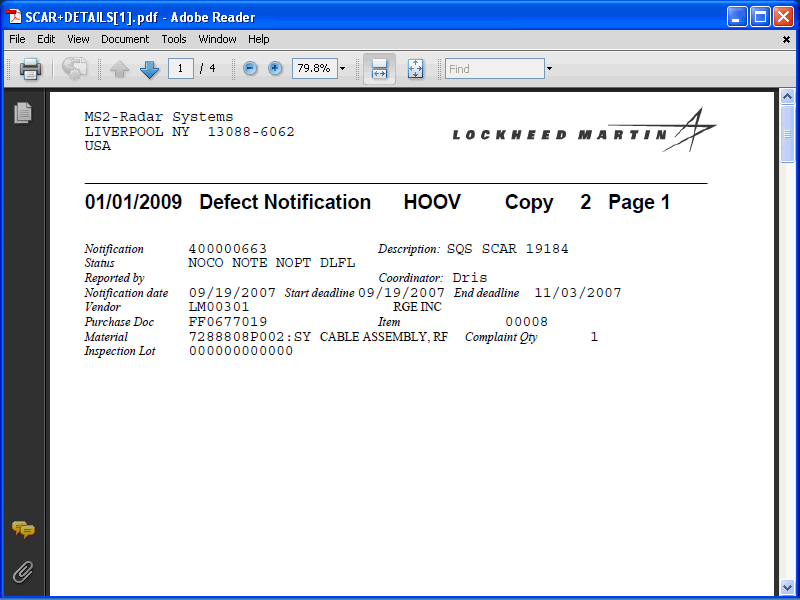 SCAR+DETAILS[1].pdf - Adobe Reader
File Edit View Document Tools Window Help
1 / 4 79.8% Find
MS2-Radar Systems
LIVERPOOL NY 13088-6062
USA
LOCKHEED MARTIN
01/01/2009 Defect Notification HOOV Copy 2 Page 1
Notification 400000663 Description: SQS SCAR 19184
Status NOCO NOTE NOPT DLFL
Reported by Coordinator: Dris
Notification date 09/19/2007 Start deadline 09/19/2007 End deadline 11/03/2007
Vendor LM00301 RGE INC
Purchase Doc FF0677019 Item 00008
Material 7288808P002:SY CABLE ASSEMBLY, RF Complaint Qty 1
Inspection Lot 000000000000